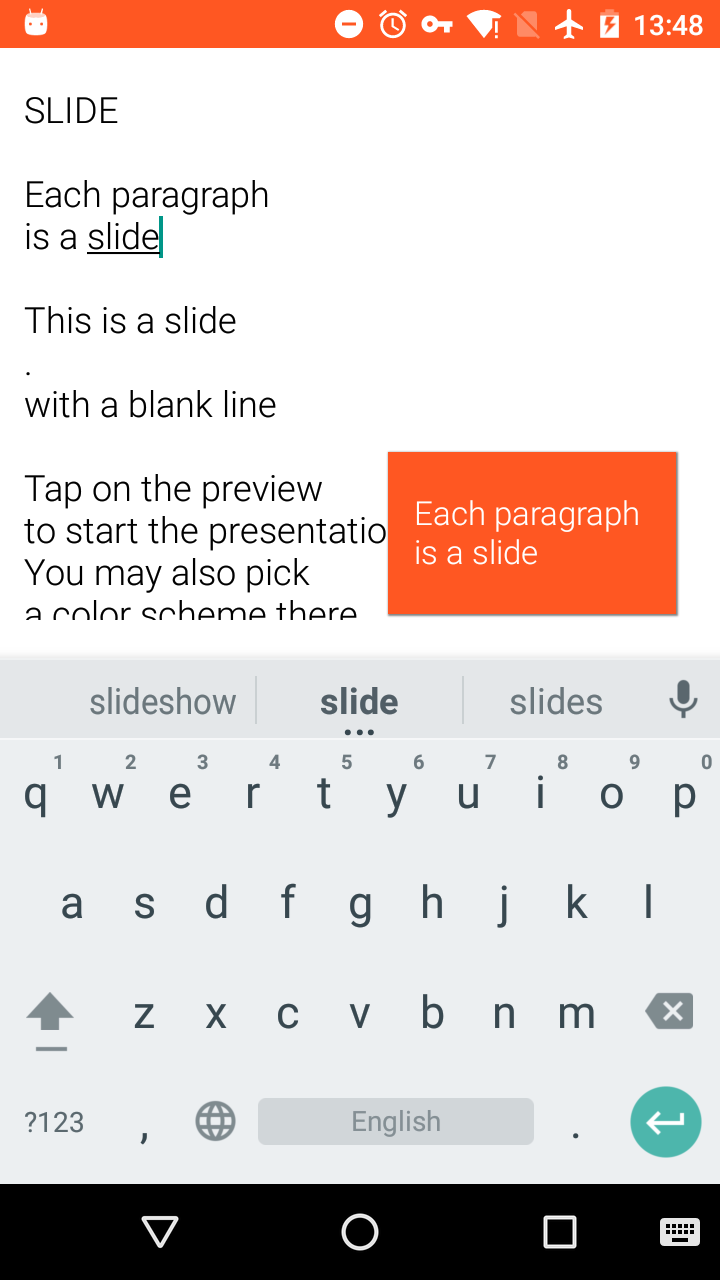 13:48
SLIDE
Each paragraph
is a slide
This is a slide
.
with a blank line
Tap on the preview
to start the presentatio
You may also pick
a color scheme there
Each paragraph
is a slide
slideshow slide slides
1 2 3 4 5 6 7 8 9 0
q w e r t y u i o p
a s d f g h j k l
z x c v b n m
?123 , English .